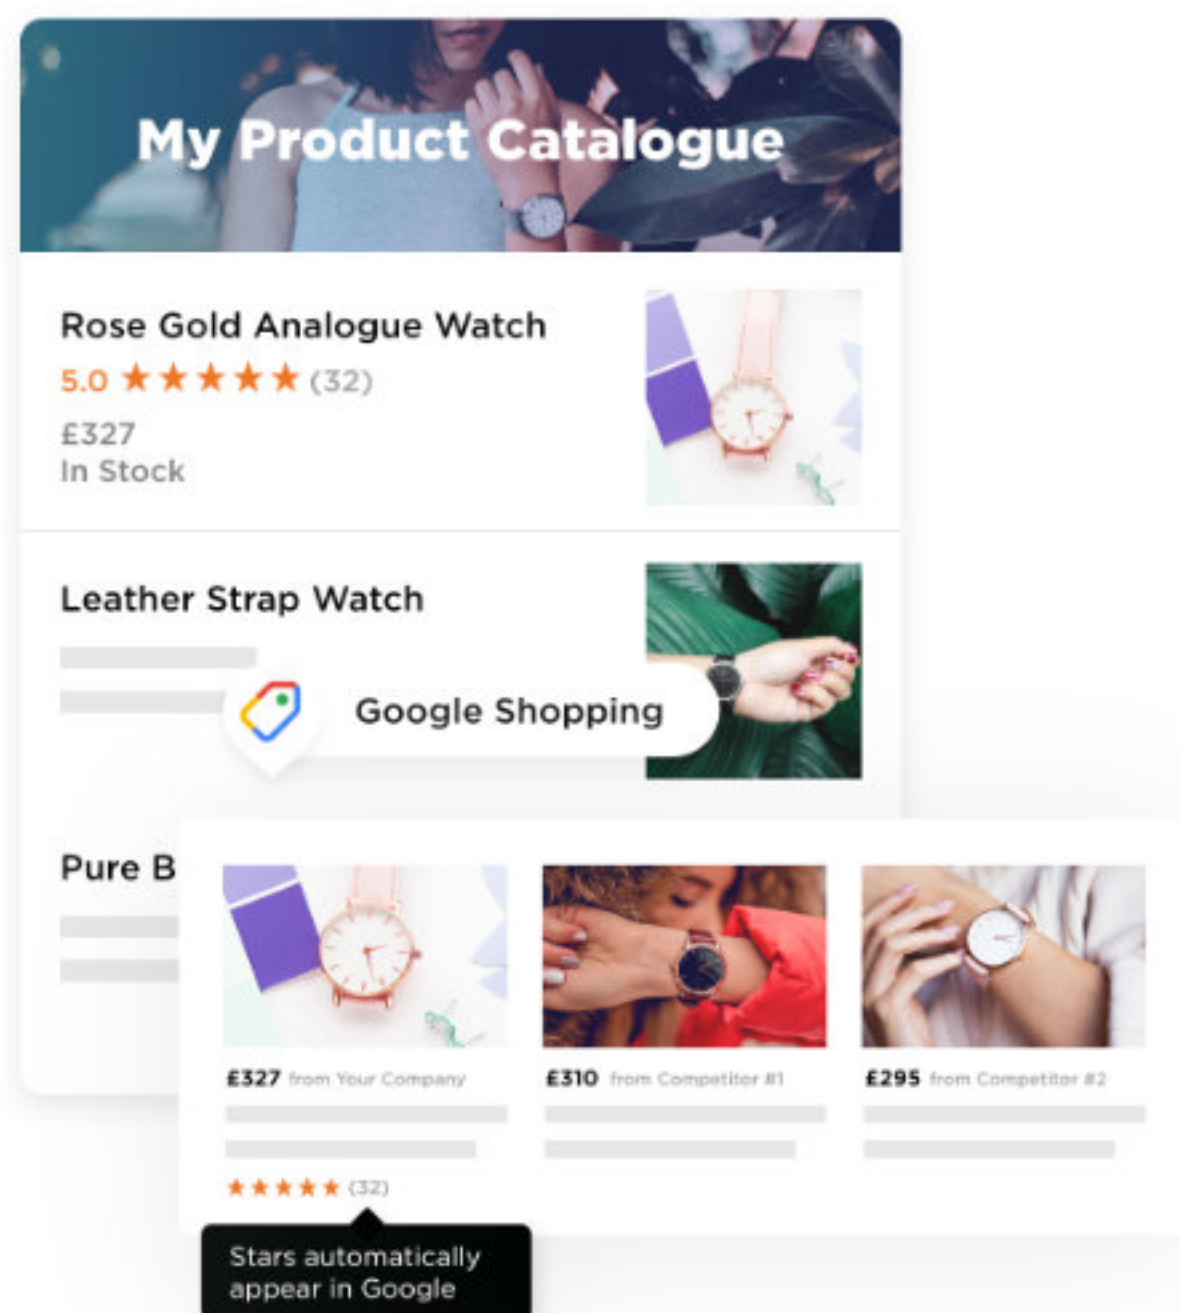 My Product Catalogue
Rose Gold Analogue Watch
5.0 ★★★★★ (32)
£327
In Stock
Leather Strap Watch
Google Shopping
Pure B
£327 from Your Company
£310 from Competitor #1
£295 from Competitor #2
★★★★★ (32)
Stars automatically
appear in Google